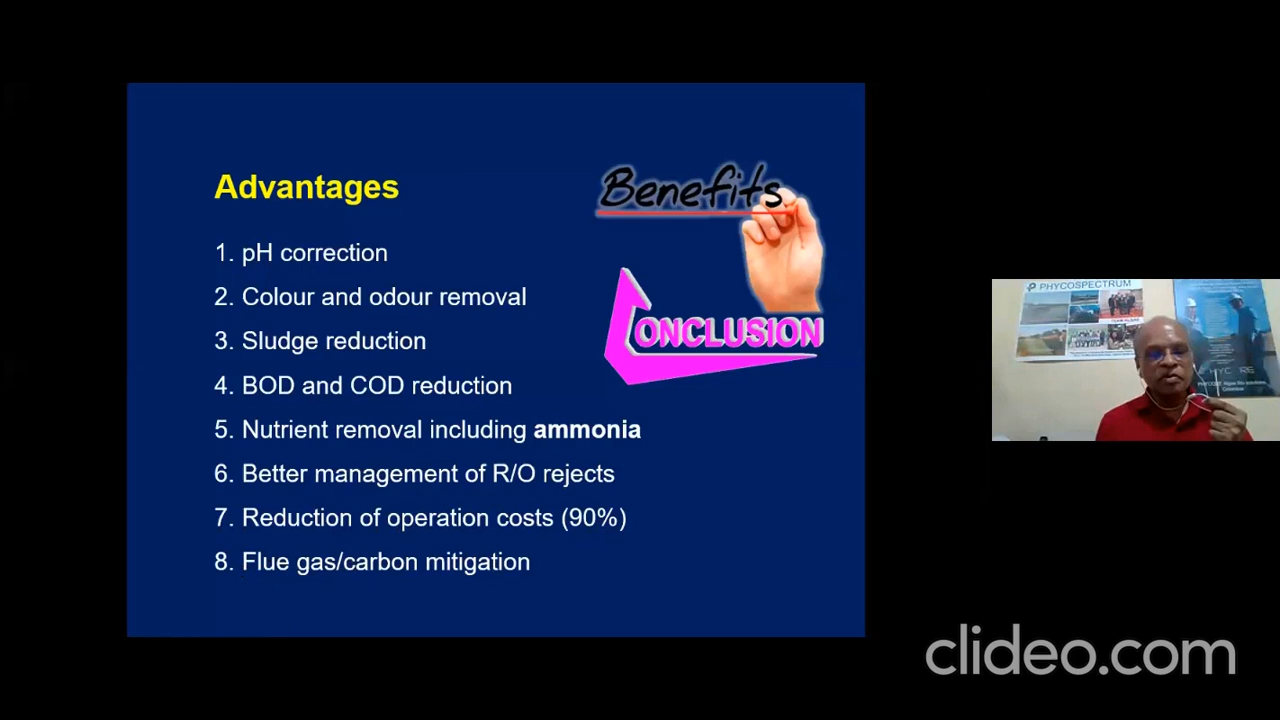 Advantages
Benefits
1. pH correction
2. Colour and odour removal
3. Sludge reduction
CONCLUSION
4. BOD and COD reduction
5. Nutrient removal including ammonia
6. Better management of R/O rejects
7. Reduction of operation costs (90%)
8. Flue gas/carbon mitigation
PHYCOSPECTRUM
clideo.com